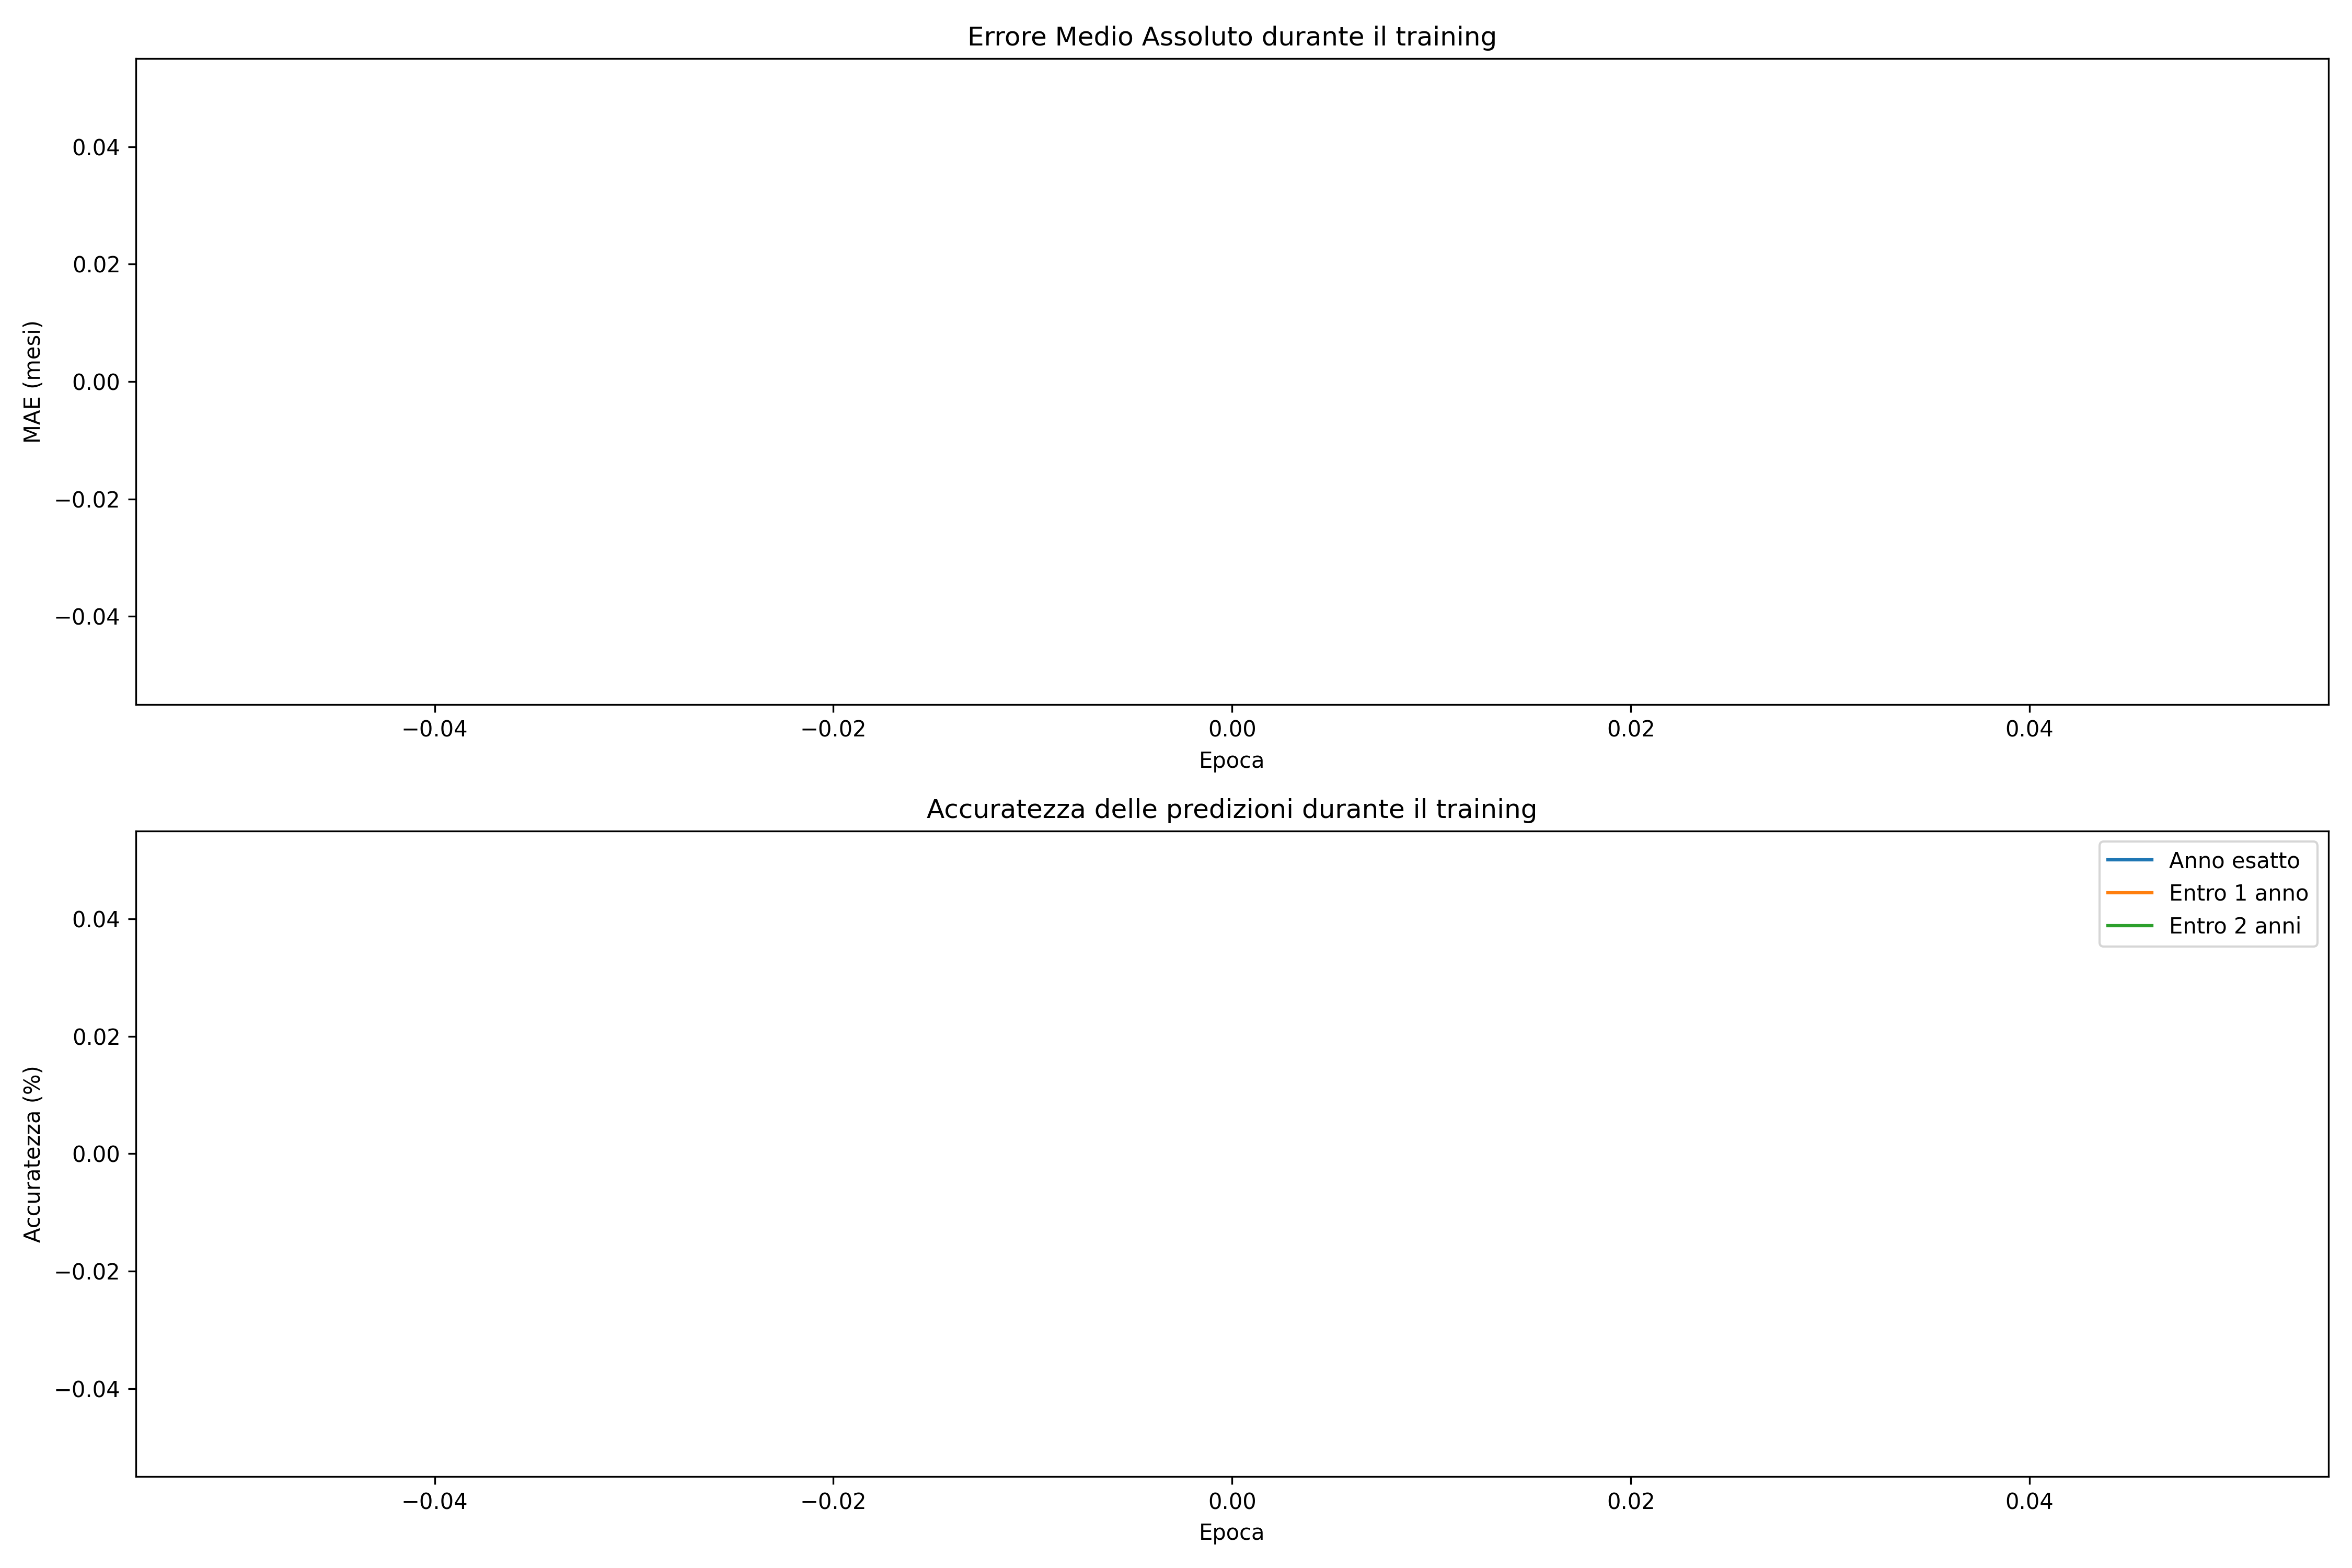 Errore Medio Assoluto durante il training
0.04
0.02
0.00
−0.02
−0.04
MAE (mesi)
−0.04 −0.02 0.00 0.02 0.04
Epoca
Accuratezza delle predizioni durante il training
Anno esatto
Entro 1 anno
Entro 2 anni
0.04
0.02
0.00
−0.02
−0.04
Accuratezza (%)
−0.04 −0.02 0.00 0.02 0.04
Epoca